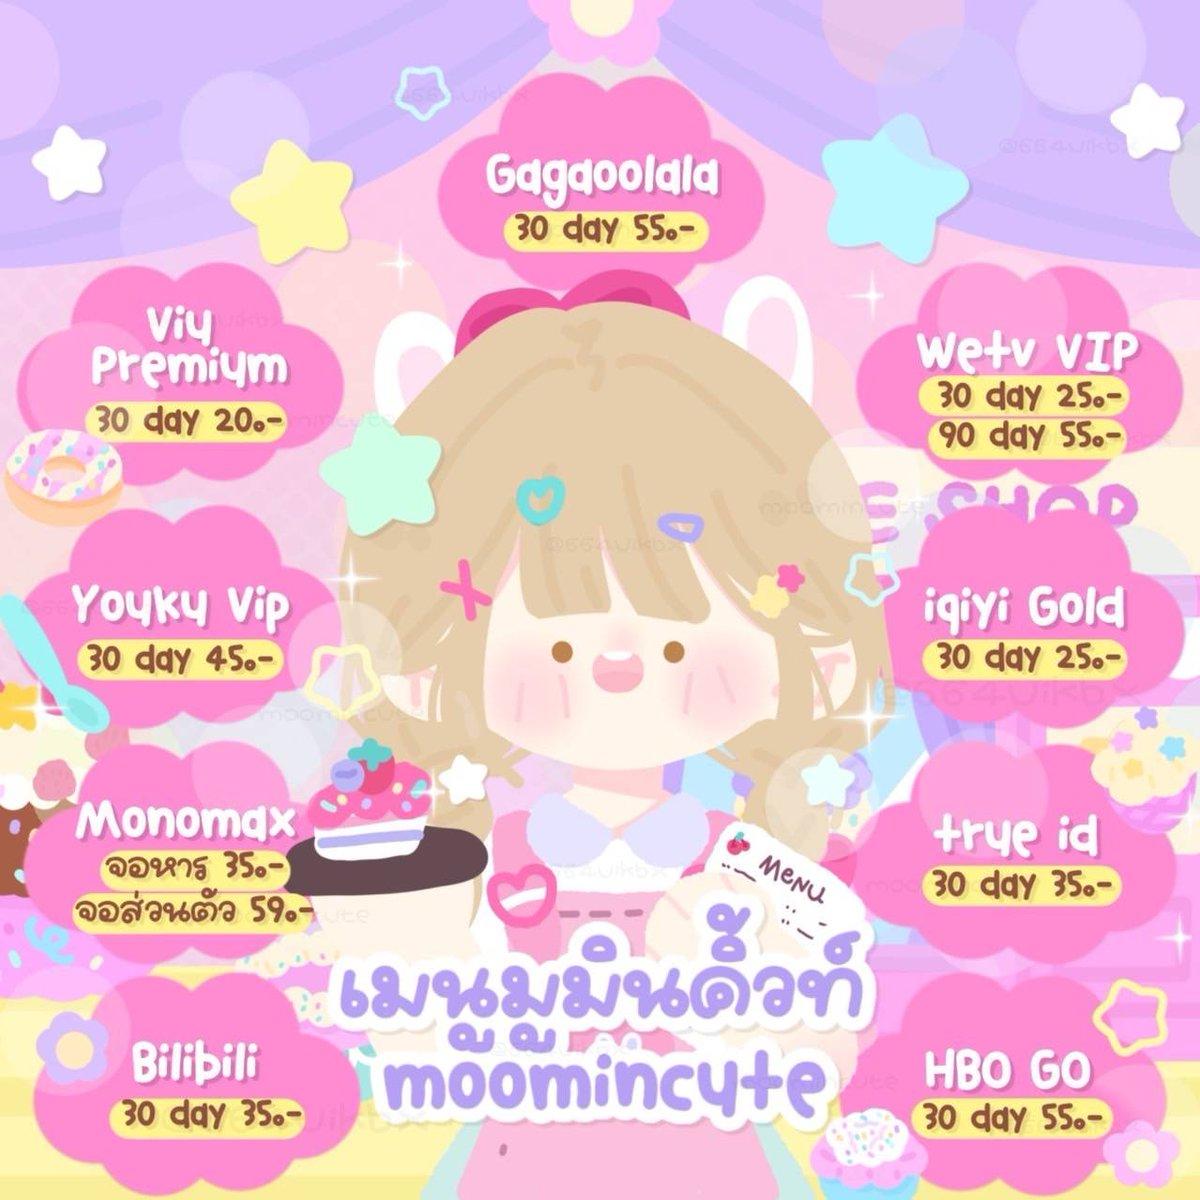 Gagaoolala
30 day 55.-
Viu
Premium
30 day 20.-
Wetv VIP
30 day 25.-
90 day 55.-
Youku Vip
30 day 45.-
SHOP
iqiyi Gold
30 day 25.-
Monomax
จอหาร 35.-
จอส่วนตัว 59.-
true id
30 day 35.-
MENU
เมนูมูมินคิ้วท์
moomincute
Bilibili
30 day 35.-
HBO GO
30 day 55.-
@664uikbx
moomincute